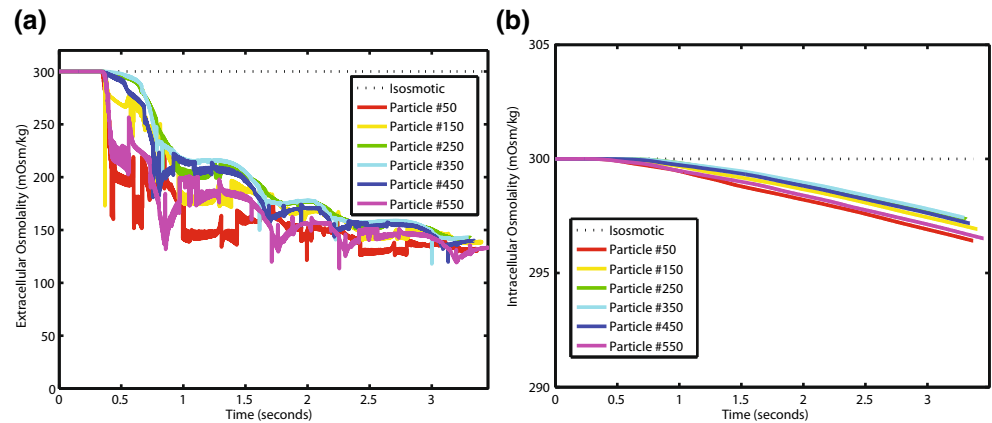 (a)
Extracellular Osmolality (mOsm/kg)
300
250
200
150
100
50
0
0
0.5
1
1.5
2
2.5
3
Time (seconds)
Isosmotic
Particle #50
Particle #150
Particle #250
Particle #350
Particle #450
Particle #550
(b)
Intracellular Osmolality (mOsm/kg)
305
300
295
290
0
0.5
1
1.5
2
2.5
3
Time (seconds)
Isosmotic
Particle #50
Particle #150
Particle #250
Particle #350
Particle #450
Particle #550